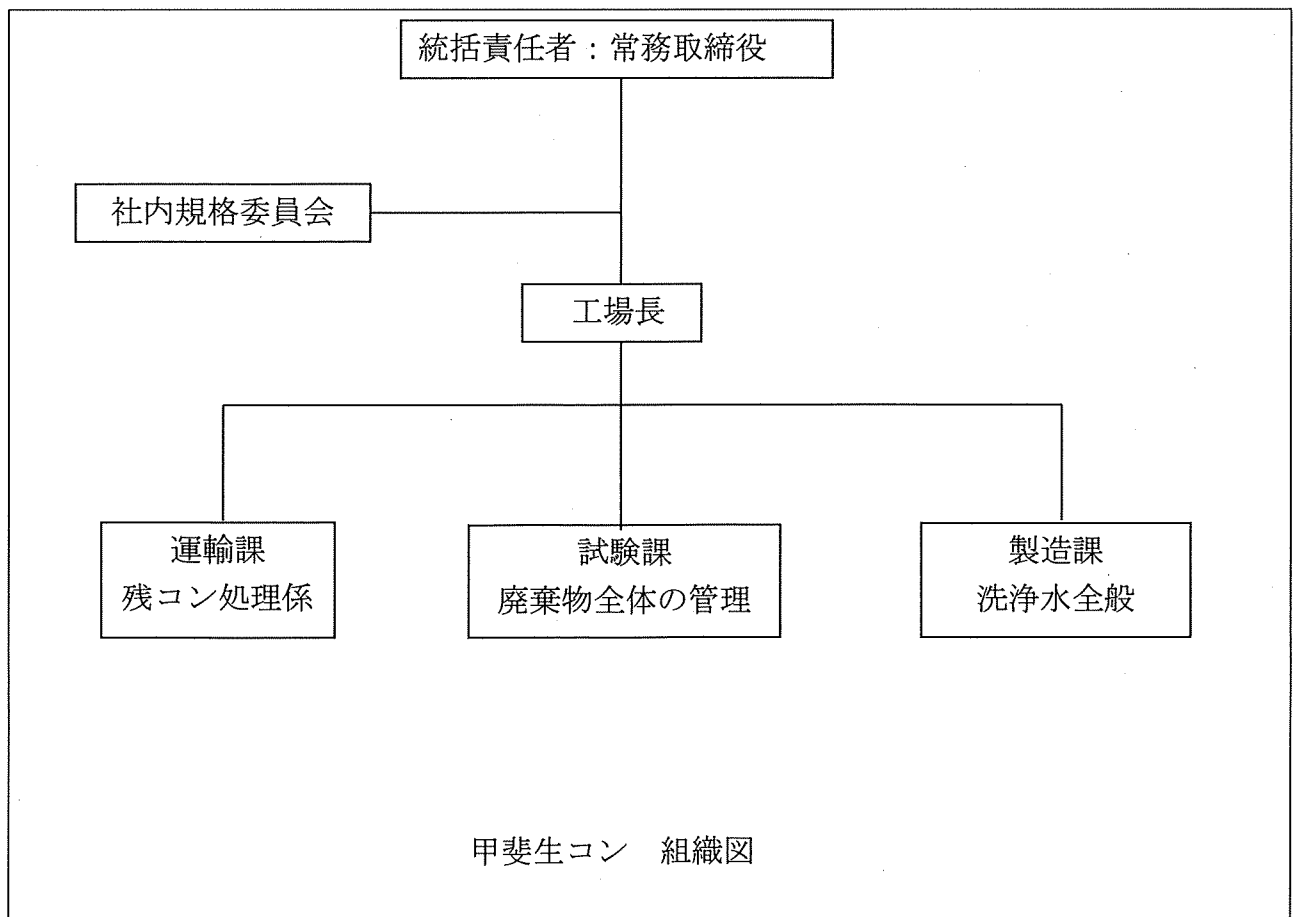 統括責任者：常務取締役
社内規格委員会
工場長
運輸課
残コン処理係
試験課
廃棄物全体の管理
製造課
洗浄水全般
甲斐生コン　組織図